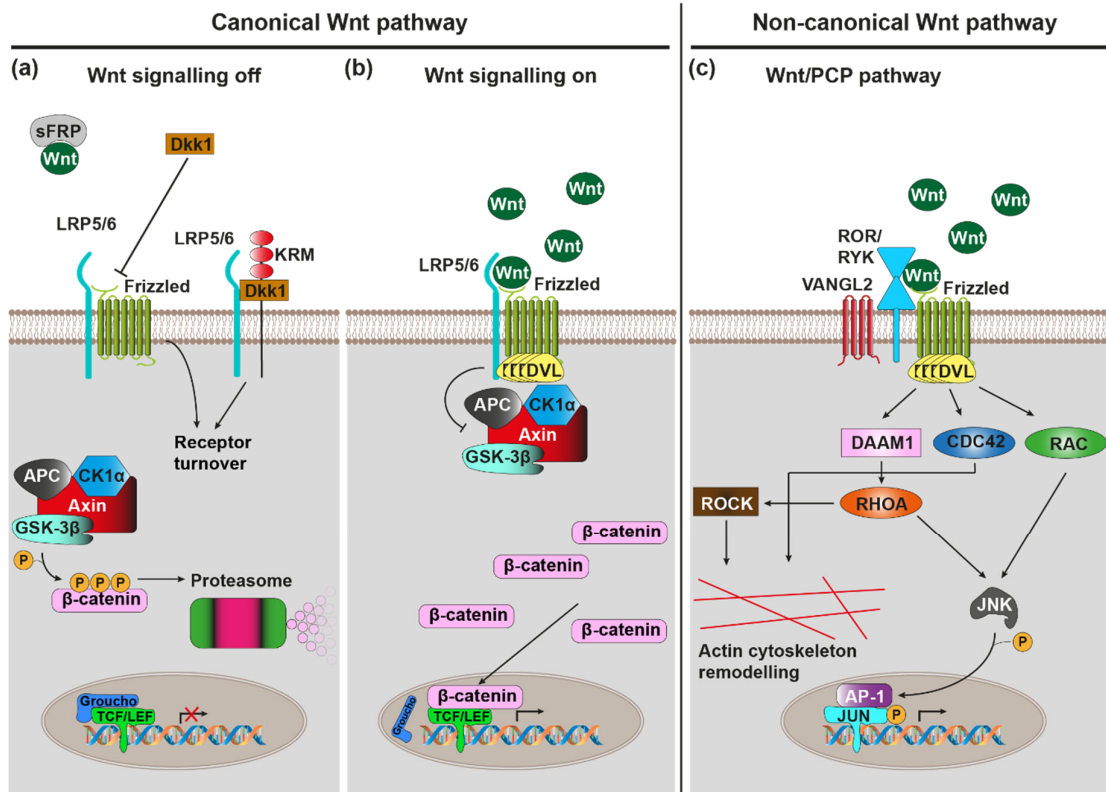 Canonical Wnt pathway
Non-canonical Wnt pathway
(a)
Wnt signalling off
sFRP
Wnt
Dkk1
LRP5/6
Frizzled
LRP5/6
KRM
Dkk1
Receptor
turnover
APC
CK1α
Axin
GSK-3β
P
P P P
β-catenin
Proteasome
Groucho
TCF/LEF
(b)
Wnt signalling on
Wnt
Wnt
Wnt
LRP5/6
Wnt
Frizzled
DVL
APC
CK1α
Axin
GSK-3β
β-catenin
β-catenin
β-catenin
β-catenin
β-catenin
Groucho
TCF/LEF
(c)
Wnt/PCP pathway
Wnt
Wnt
Wnt
ROR/
RYK
Wnt
VANGL2
Frizzled
DVL
DAAM1
CDC42
RAC
ROCK
RHOA
JNK
P
Actin cytoskeleton
remodelling
AP-1
JUN
P